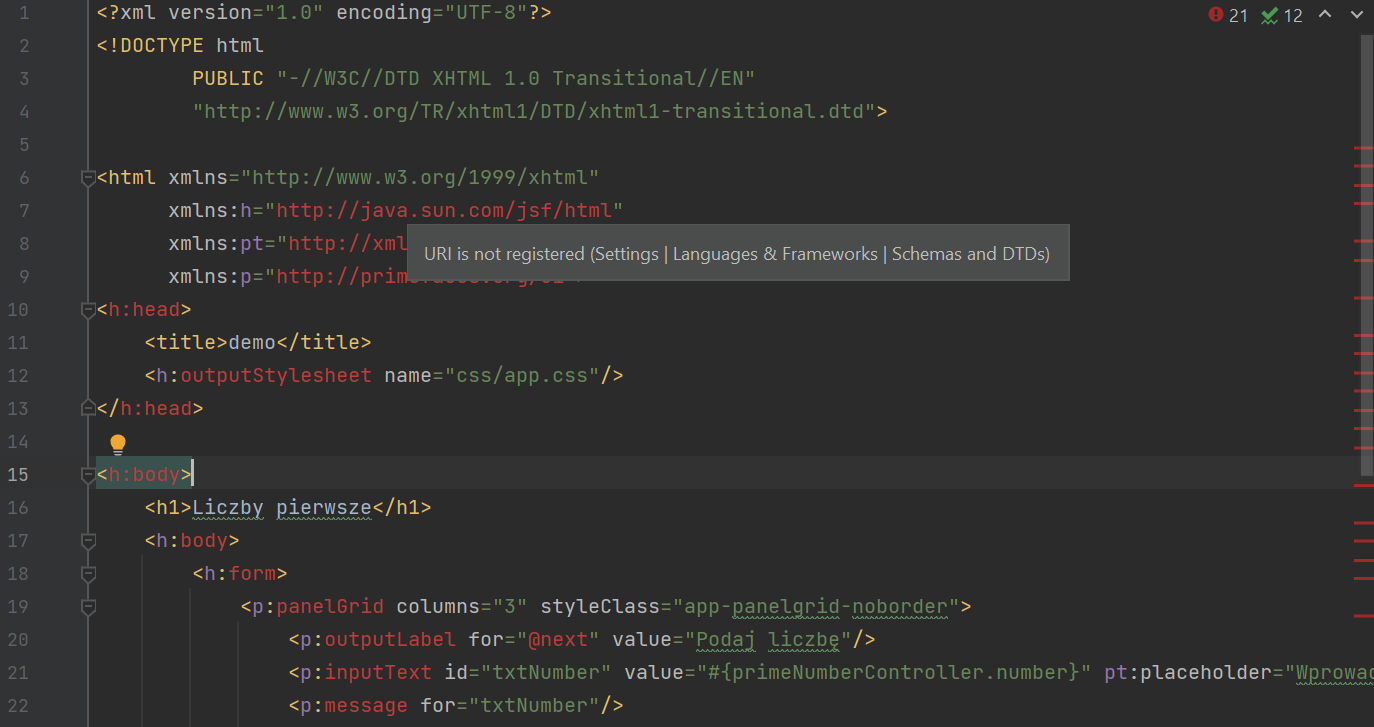 21 12
1 <?xml version="1.0" encoding="UTF-8"?>
2 <!DOCTYPE html
3 PUBLIC "-//W3C//DTD XHTML 1.0 Transitional//EN"
4 "http://www.w3.org/TR/xhtml1/DTD/xhtml1-transitional.dtd">
5
6 <html xmlns="http://www.w3.org/1999/xhtml"
7 xmlns:h="http://java.sun.com/jsf/html"
8 xmlns:pt="http://xml
URI is not registered (Settings | Languages & Frameworks | Schemas and DTDs)
9 xmlns:p="http://prim
10 <h:head>
11 <title>demo</title>
12 <h:outputStylesheet name="css/app.css"/>
13 </h:head>
14
15 <h:body>
16 <h1>Liczby pierwsze</h1>
17 <h:body>
18 <h:form>
19 <p:panelGrid columns="3" styleClass="app-panelgrid-noborder">
20 <p:outputLabel for="@next" value="Podaj liczbę"/>
21 <p:inputText id="txtNumber" value="#{primeNumberController.number}" pt:placeholder="Wprowad
22 <p:message for="txtNumber"/>